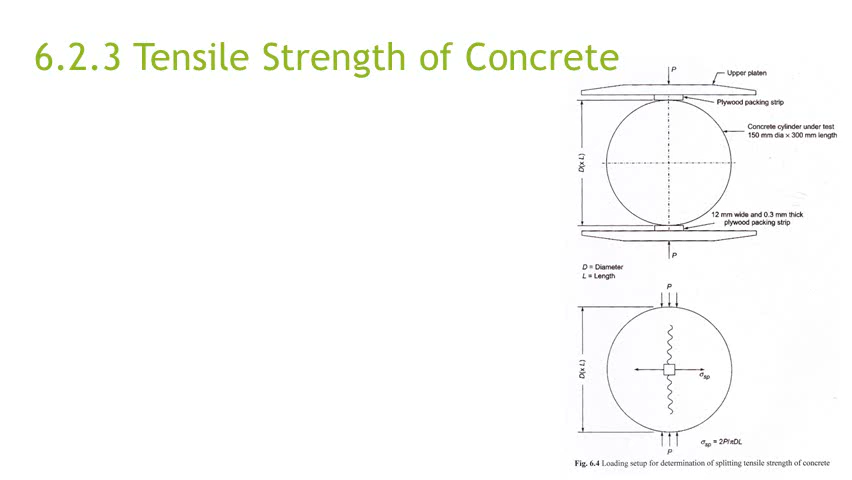 6.2.3 Tensile Strength of Concrete
P
Upper platen
Plywood packing strip
Concrete cylinder under test
150 mm dia × 300 mm length
D(x L)
12 mm wide and 0.3 mm thick
plywood packing strip
P
D = Diameter
L = Length
P
D(x L)
σsp
σsp = 2P/πDL
P
Fig. 6.4 Loading setup for determination of splitting tensile strength of concrete